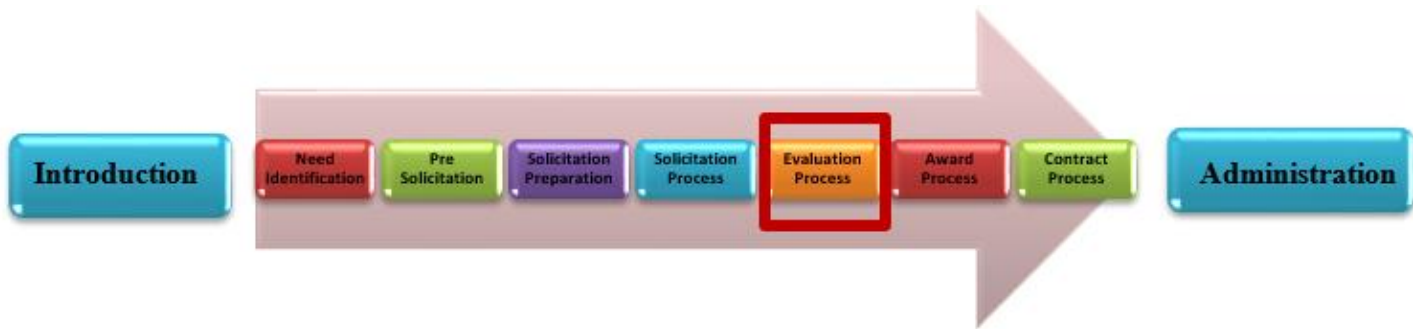 Introduction
Need
Identification
Pre
Solicitation
Solicitation
Preparation
Solicitation
Process
Evaluation
Process
Award
Process
Contract
Process
Administration